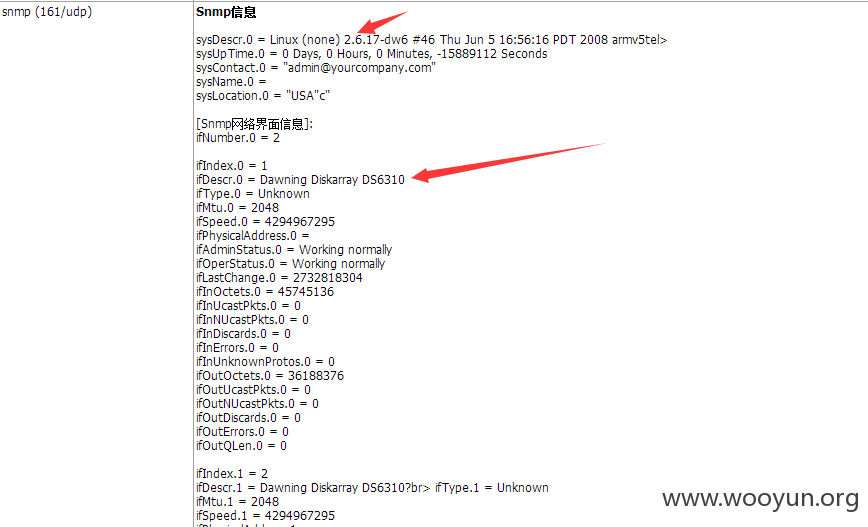 snmp (161/udp)
Snmp信息
sysDescr.0 = Linux (none) 2.6.17-dw6 #46 Thu Jun 5 16:56:16 PDT 2008 armv5tel>
sysUpTime.0 = 0 Days, 0 Hours, 0 Minutes, -15889112 Seconds
sysContact.0 = "admin@yourcompany.com"
sysName.0 =
sysLocation.0 = "USA"c"
[Snmp网络界面信息]:
ifNumber.0 = 2
ifIndex.0 = 1
ifDescr.0 = Dawning Diskarray DS6310
ifType.0 = Unknown
ifMtu.0 = 2048
ifSpeed.0 = 4294967295
ifPhysicalAddress.0 =
ifAdminStatus.0 = Working normally
ifOperStatus.0 = Working normally
ifLastChange.0 = 2732818304
ifInOctets.0 = 45745136
ifInUcastPkts.0 = 0
ifInNUcastPkts.0 = 0
ifInDiscards.0 = 0
ifInErrors.0 = 0
ifInUnknownProtos.0 = 0
ifOutOctets.0 = 36188376
ifOutUcastPkts.0 = 0
ifOutNUcastPkts.0 = 0
ifOutDiscards.0 = 0
ifOutErrors.0 = 0
ifOutQLen.0 = 0
ifIndex.1 = 2
ifDescr.1 = Dawning Diskarray DS6310?br> ifType.1 = Unknown
ifMtu.1 = 2048
ifSpeed.1 = 4294967295
www.wooyun.org